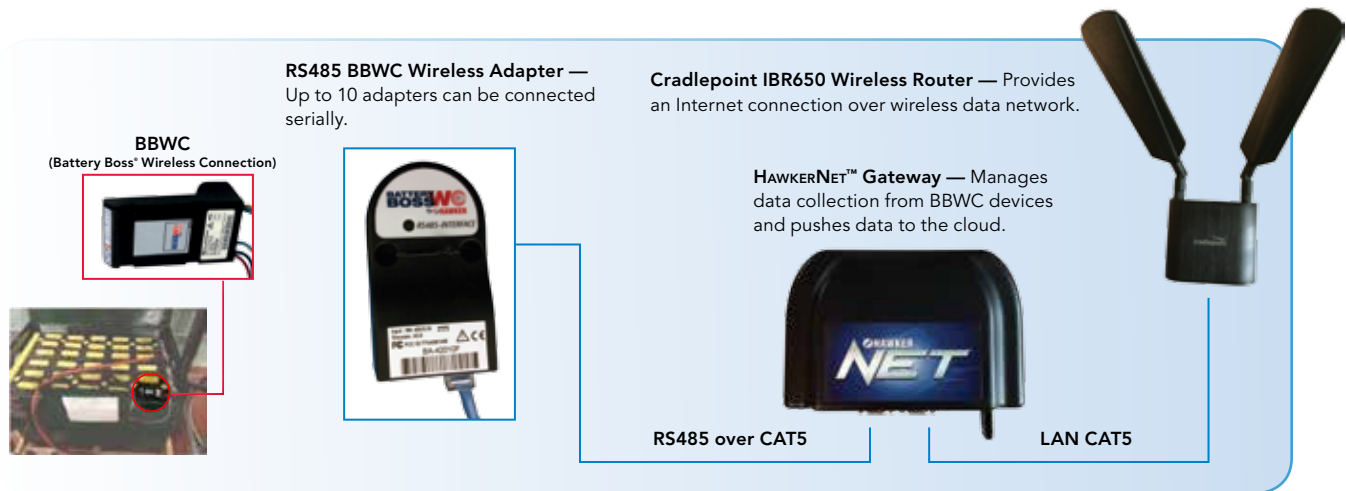 RS485 BBWC Wireless Adapter —
Up to 10 adapters can be connected
serially.
Cradlepoint IBR650 Wireless Router — Provides
an Internet connection over wireless data network.
BBWC
(Battery Boss® Wireless Connection)
HAWKERNET™ Gateway — Manages
data collection from BBWC devices
and pushes data to the cloud.
BATTERY
BOSS WC
HAWKER
RS485-INTERFACE
cradlepoint
HAWKER
NET
RS485 over CAT5
LAN CAT5